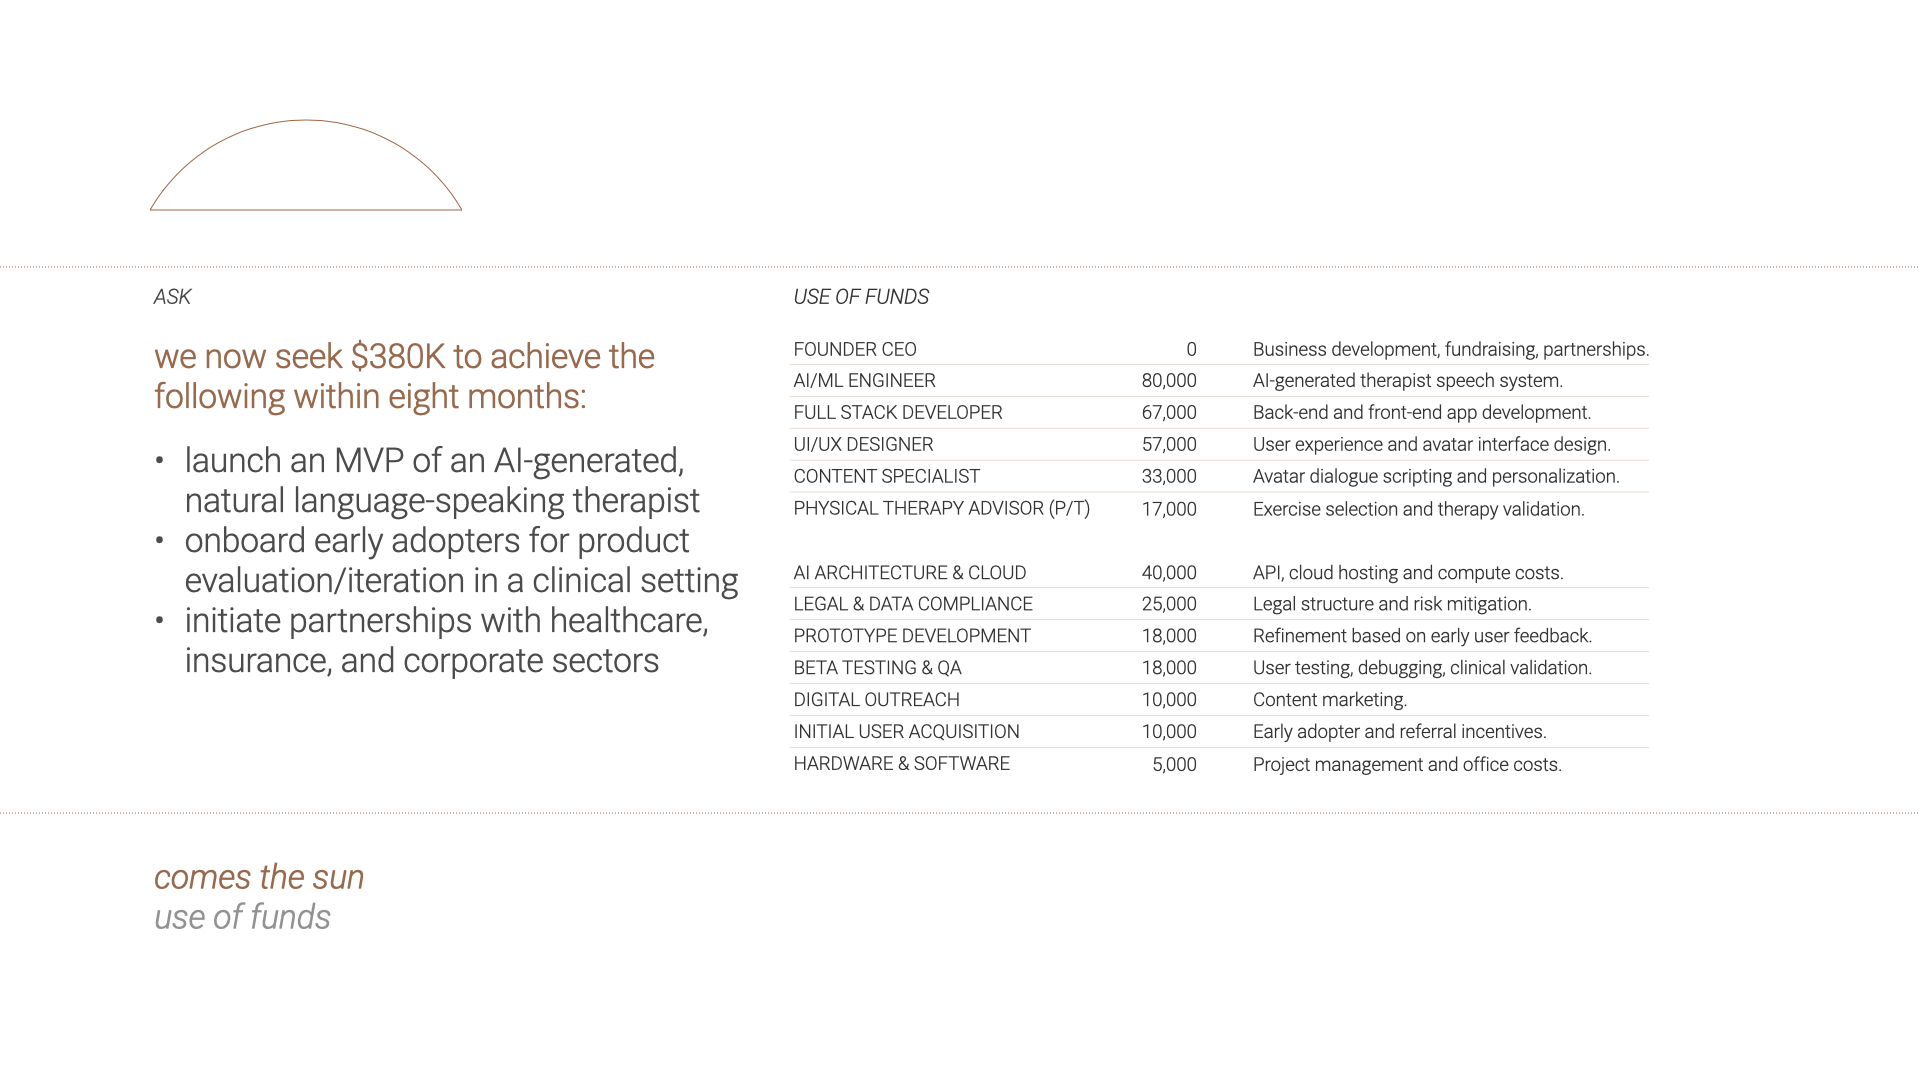 ASK
we now seek $380K to achieve the
following within eight months:
• launch an MVP of an AI-generated,
natural language-speaking therapist
• onboard early adopters for product
evaluation/iteration in a clinical setting
• initiate partnerships with healthcare,
insurance, and corporate sectors
USE OF FUNDS
FOUNDER CEO 0 Business development, fundraising, partnerships.
AI/ML ENGINEER 80,000 AI-generated therapist speech system.
FULL STACK DEVELOPER 67,000 Back-end and front-end app development.
UI/UX DESIGNER 57,000 User experience and avatar interface design.
CONTENT SPECIALIST 33,000 Avatar dialogue scripting and personalization.
PHYSICAL THERAPY ADVISOR (P/T) 17,000 Exercise selection and therapy validation.
AI ARCHITECTURE & CLOUD 40,000 API, cloud hosting and compute costs.
LEGAL & DATA COMPLIANCE 25,000 Legal structure and risk mitigation.
PROTOTYPE DEVELOPMENT 18,000 Refinement based on early user feedback.
BETA TESTING & QA 18,000 User testing, debugging, clinical validation.
DIGITAL OUTREACH 10,000 Content marketing.
INITIAL USER ACQUISITION 10,000 Early adopter and referral incentives.
HARDWARE & SOFTWARE 5,000 Project management and office costs.
comes the sun
use of funds